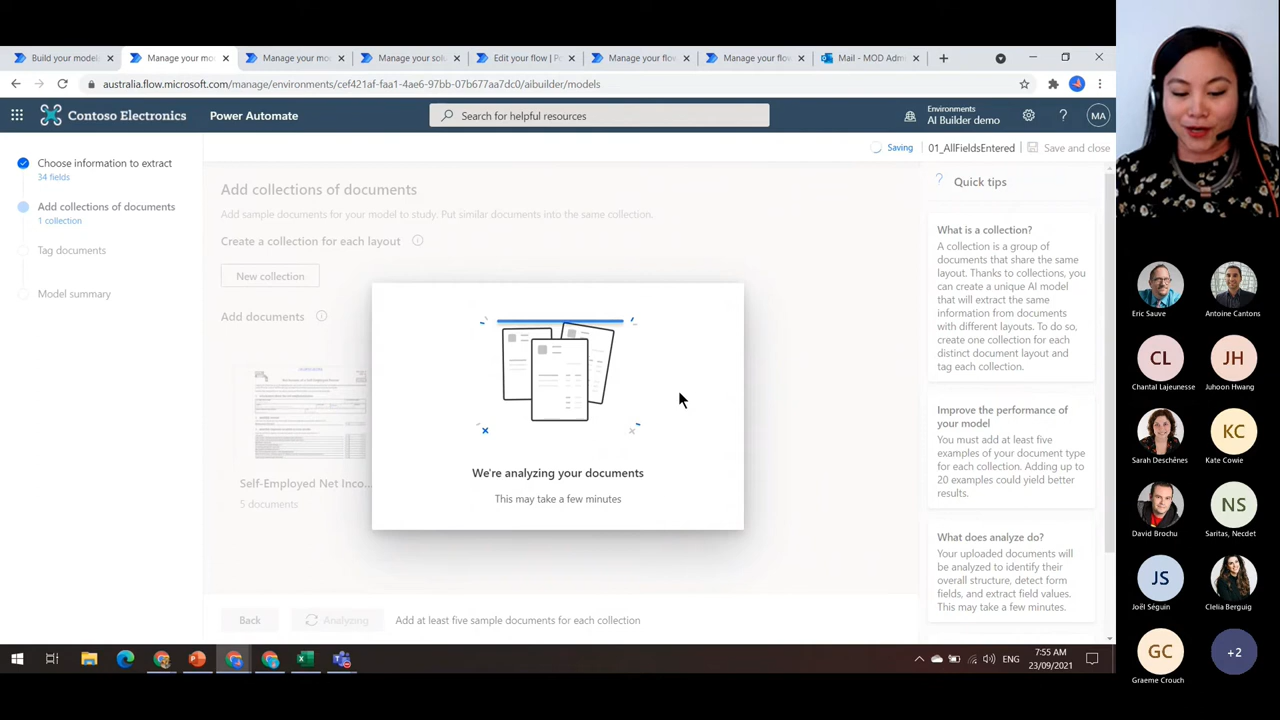 Build your model
Manage your mo
Manage your mo
Manage your solu
Edit your flow | P
Manage your flow
Manage your flow
Mail - MOD Admi
australia.flow.microsoft.com/manage/environments/cef421af-faa1-4ae6-97bb-07b677aa7dc0/aibuilder/models
Contoso Electronics
Power Automate
Search for helpful resources
Environments
AI Builder demo
MA
Saving
01_AllFieldsEntered
Save and close
Choose information to extract
34 fields
Add collections of documents
1 collection
Tag documents
Model summary
Add collections of documents
Add sample documents for your model to study. Put similar documents into the same collection.
Create a collection for each layout
New collection
Add documents
Self-Employed Net Inco...
5 documents
We're analyzing your documents
This may take a few minutes
Back
Analyzing
Add at least five sample documents for each collection
Quick tips
What is a collection?
A collection is a group of
documents that share the same
layout. Thanks to collections, you
can create a unique AI model
that will extract the same
information from documents
with different layouts. To do so,
create one collection for each
distinct document layout and
tag each collection.
Improve the performance of
your model
You must add at least five
examples of your document type
for each collection. Adding up to
20 examples could yield better
results.
What does analyze do?
Your uploaded documents will
be analyzed to identify their
overall structure, detect form
fields, and extract field values.
This may take a few minutes.
ENG
7:55 AM
23/09/2021
Eric Sauve
Antoine Cantons
CL
Chantal Lajeunesse
JH
Juhoon Hwang
Sarah Deschênes
KC
Kate Cowie
David Brochu
NS
Saritas, Necdet
JS
Joël Séguin
Clelia Berguig
GC
Graeme Crouch
+2